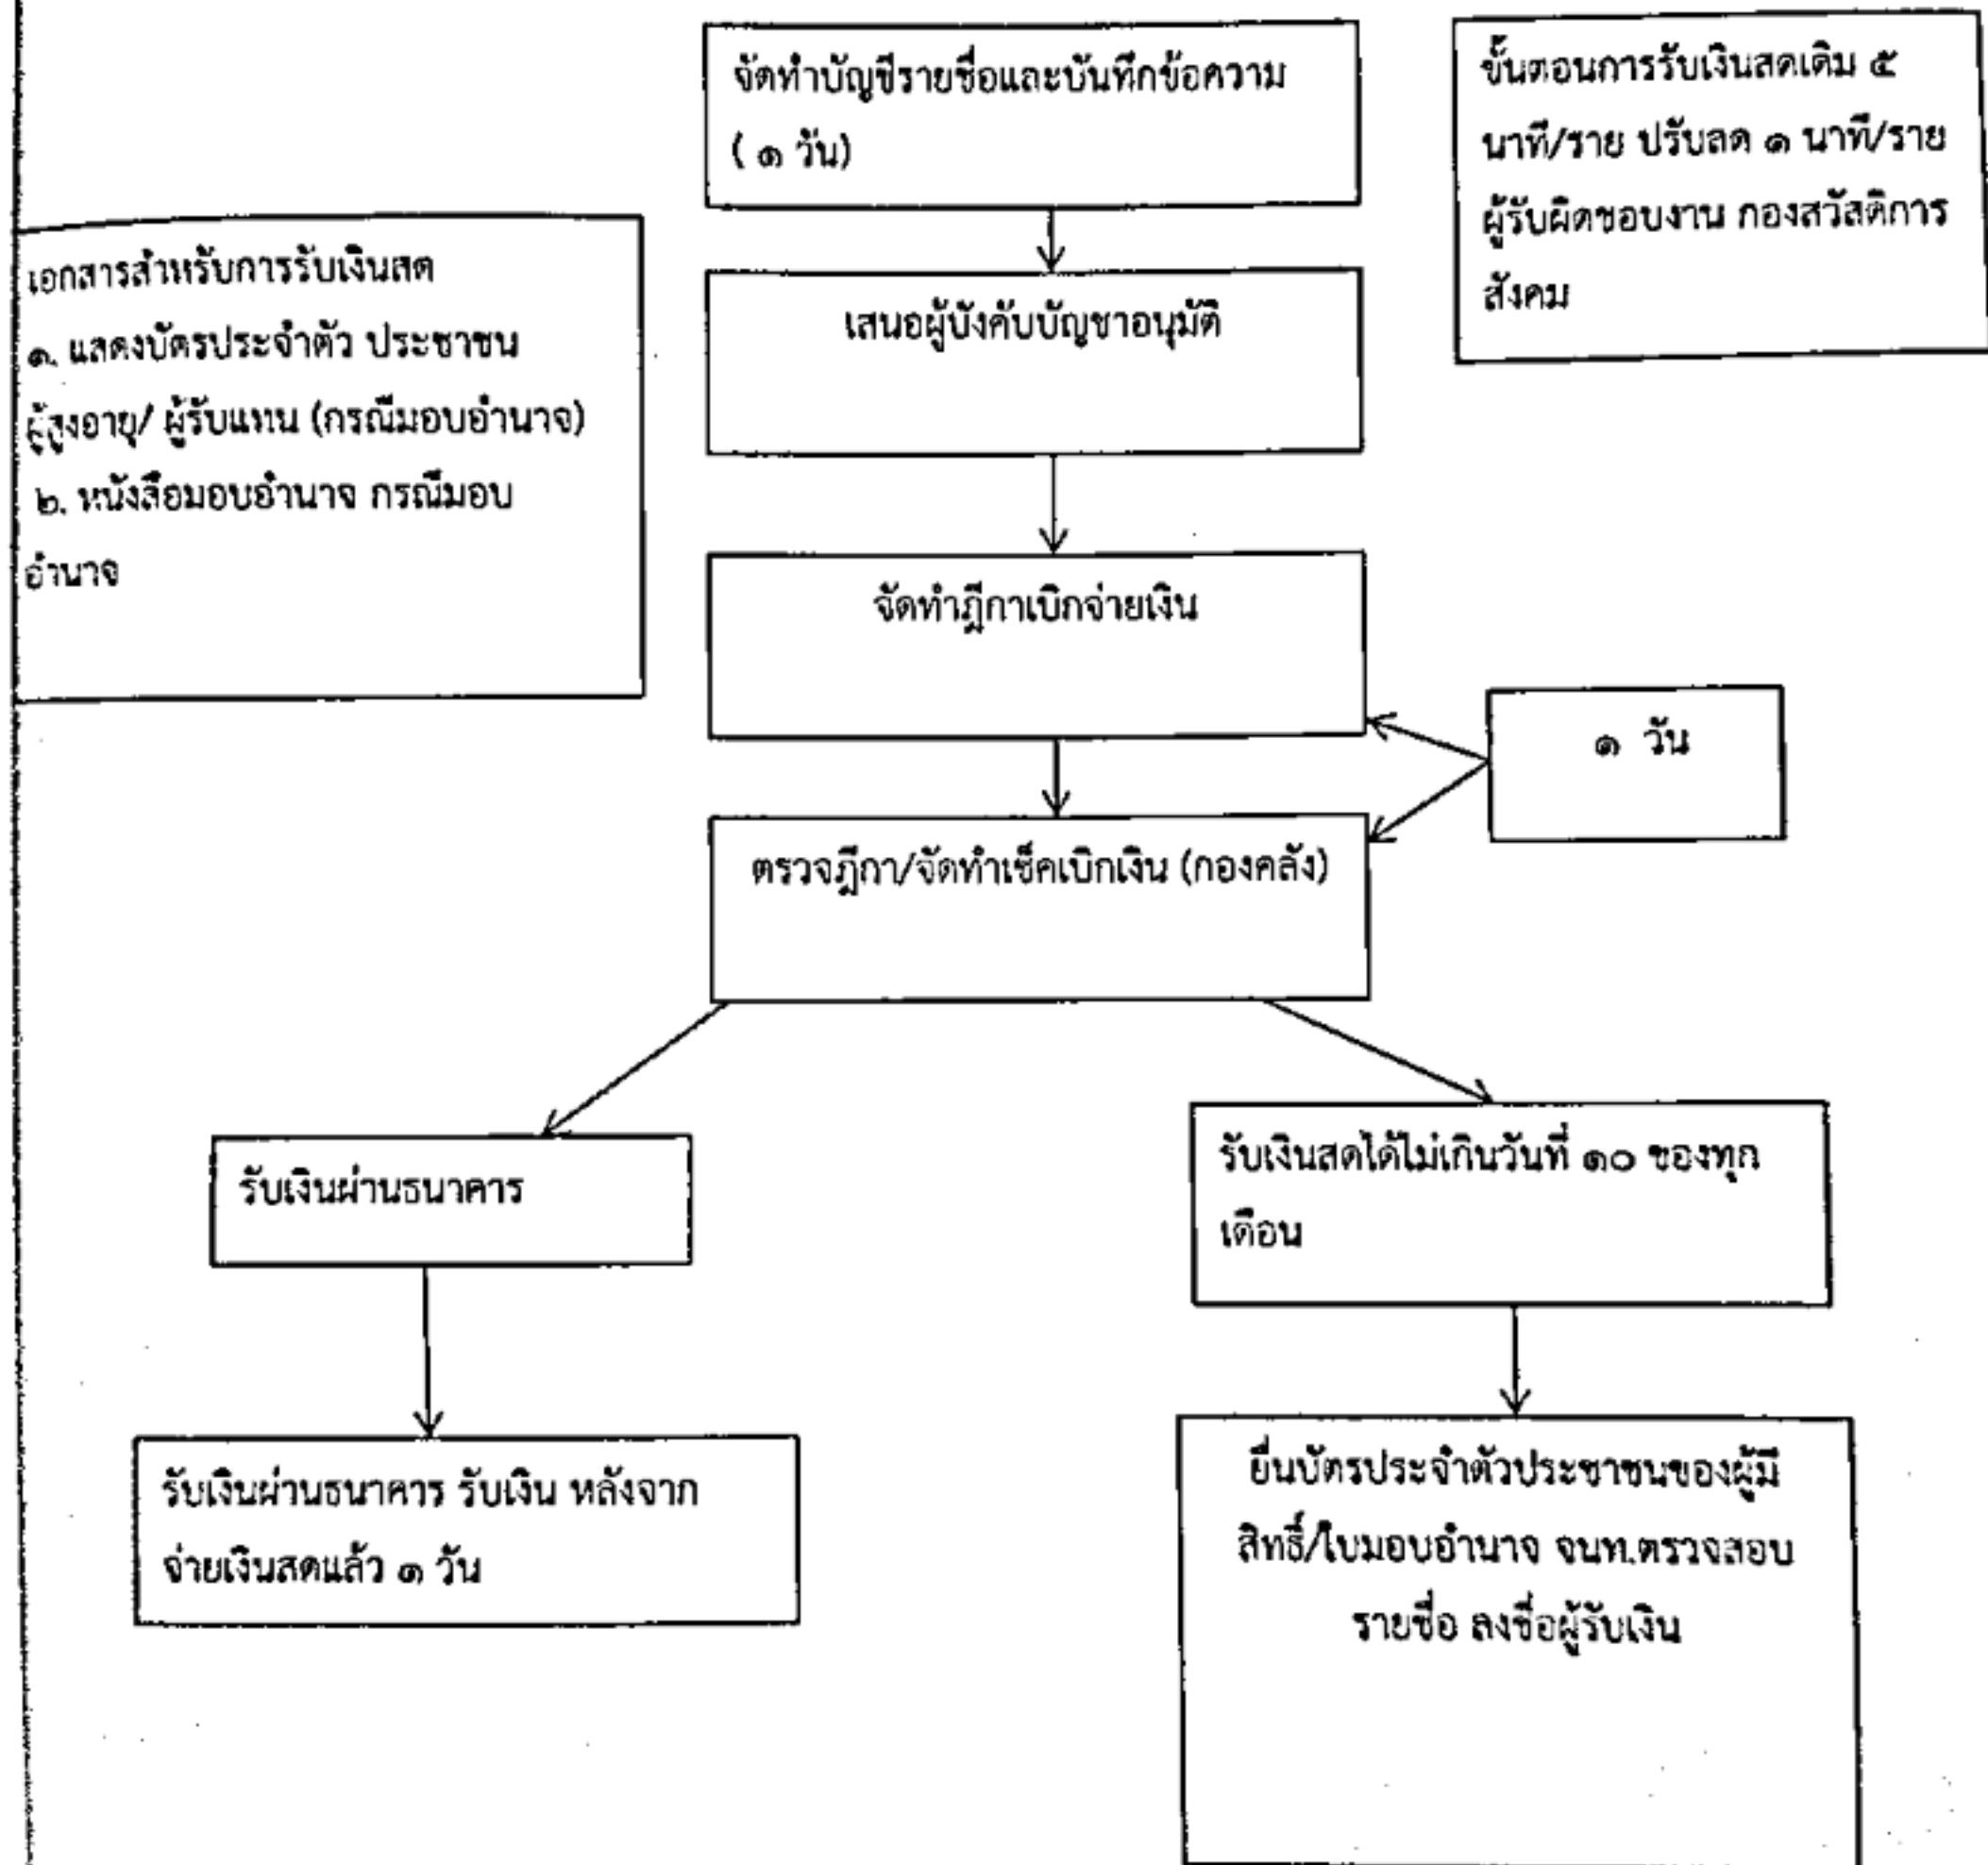 จัดทำบัญชีรายชื่อและบันทึกข้อความ
( ๑ วัน)
ขั้นตอนการรับเงินสดเดิม ๕
นาที/ราย ปรับลด ๑ นาที/ราย
ผู้รับผิดชอบงาน กองสวัสดิการ
สังคม
เอกสารสำหรับการรับเงินสด
๑. แสดงบัตรประจำตัว ประชาชน
ผู้สูงอายุ/ ผู้รับแทน (กรณีมอบอำนาจ)
๒. หนังสือมอบอำนาจ กรณีมอบ
อำนาจ
เสนอผู้บังคับบัญชาอนุมัติ
จัดทำฎีกาเบิกจ่ายเงิน
๑ วัน
ตรวจฎีกา/จัดทำเช็คเบิกเงิน (กองคลัง)
รับเงินผ่านธนาคาร
รับเงินสดได้ไม่เกินวันที่ ๑๐ ของทุก
เดือน
รับเงินผ่านธนาคาร รับเงิน หลังจาก
จ่ายเงินสดแล้ว ๑ วัน
ยื่นบัตรประจำตัวประชาชนของผู้มี
สิทธิ์/ใบมอบอำนาจ จนท.ตรวจสอบ
รายชื่อ ลงชื่อผู้รับเงิน